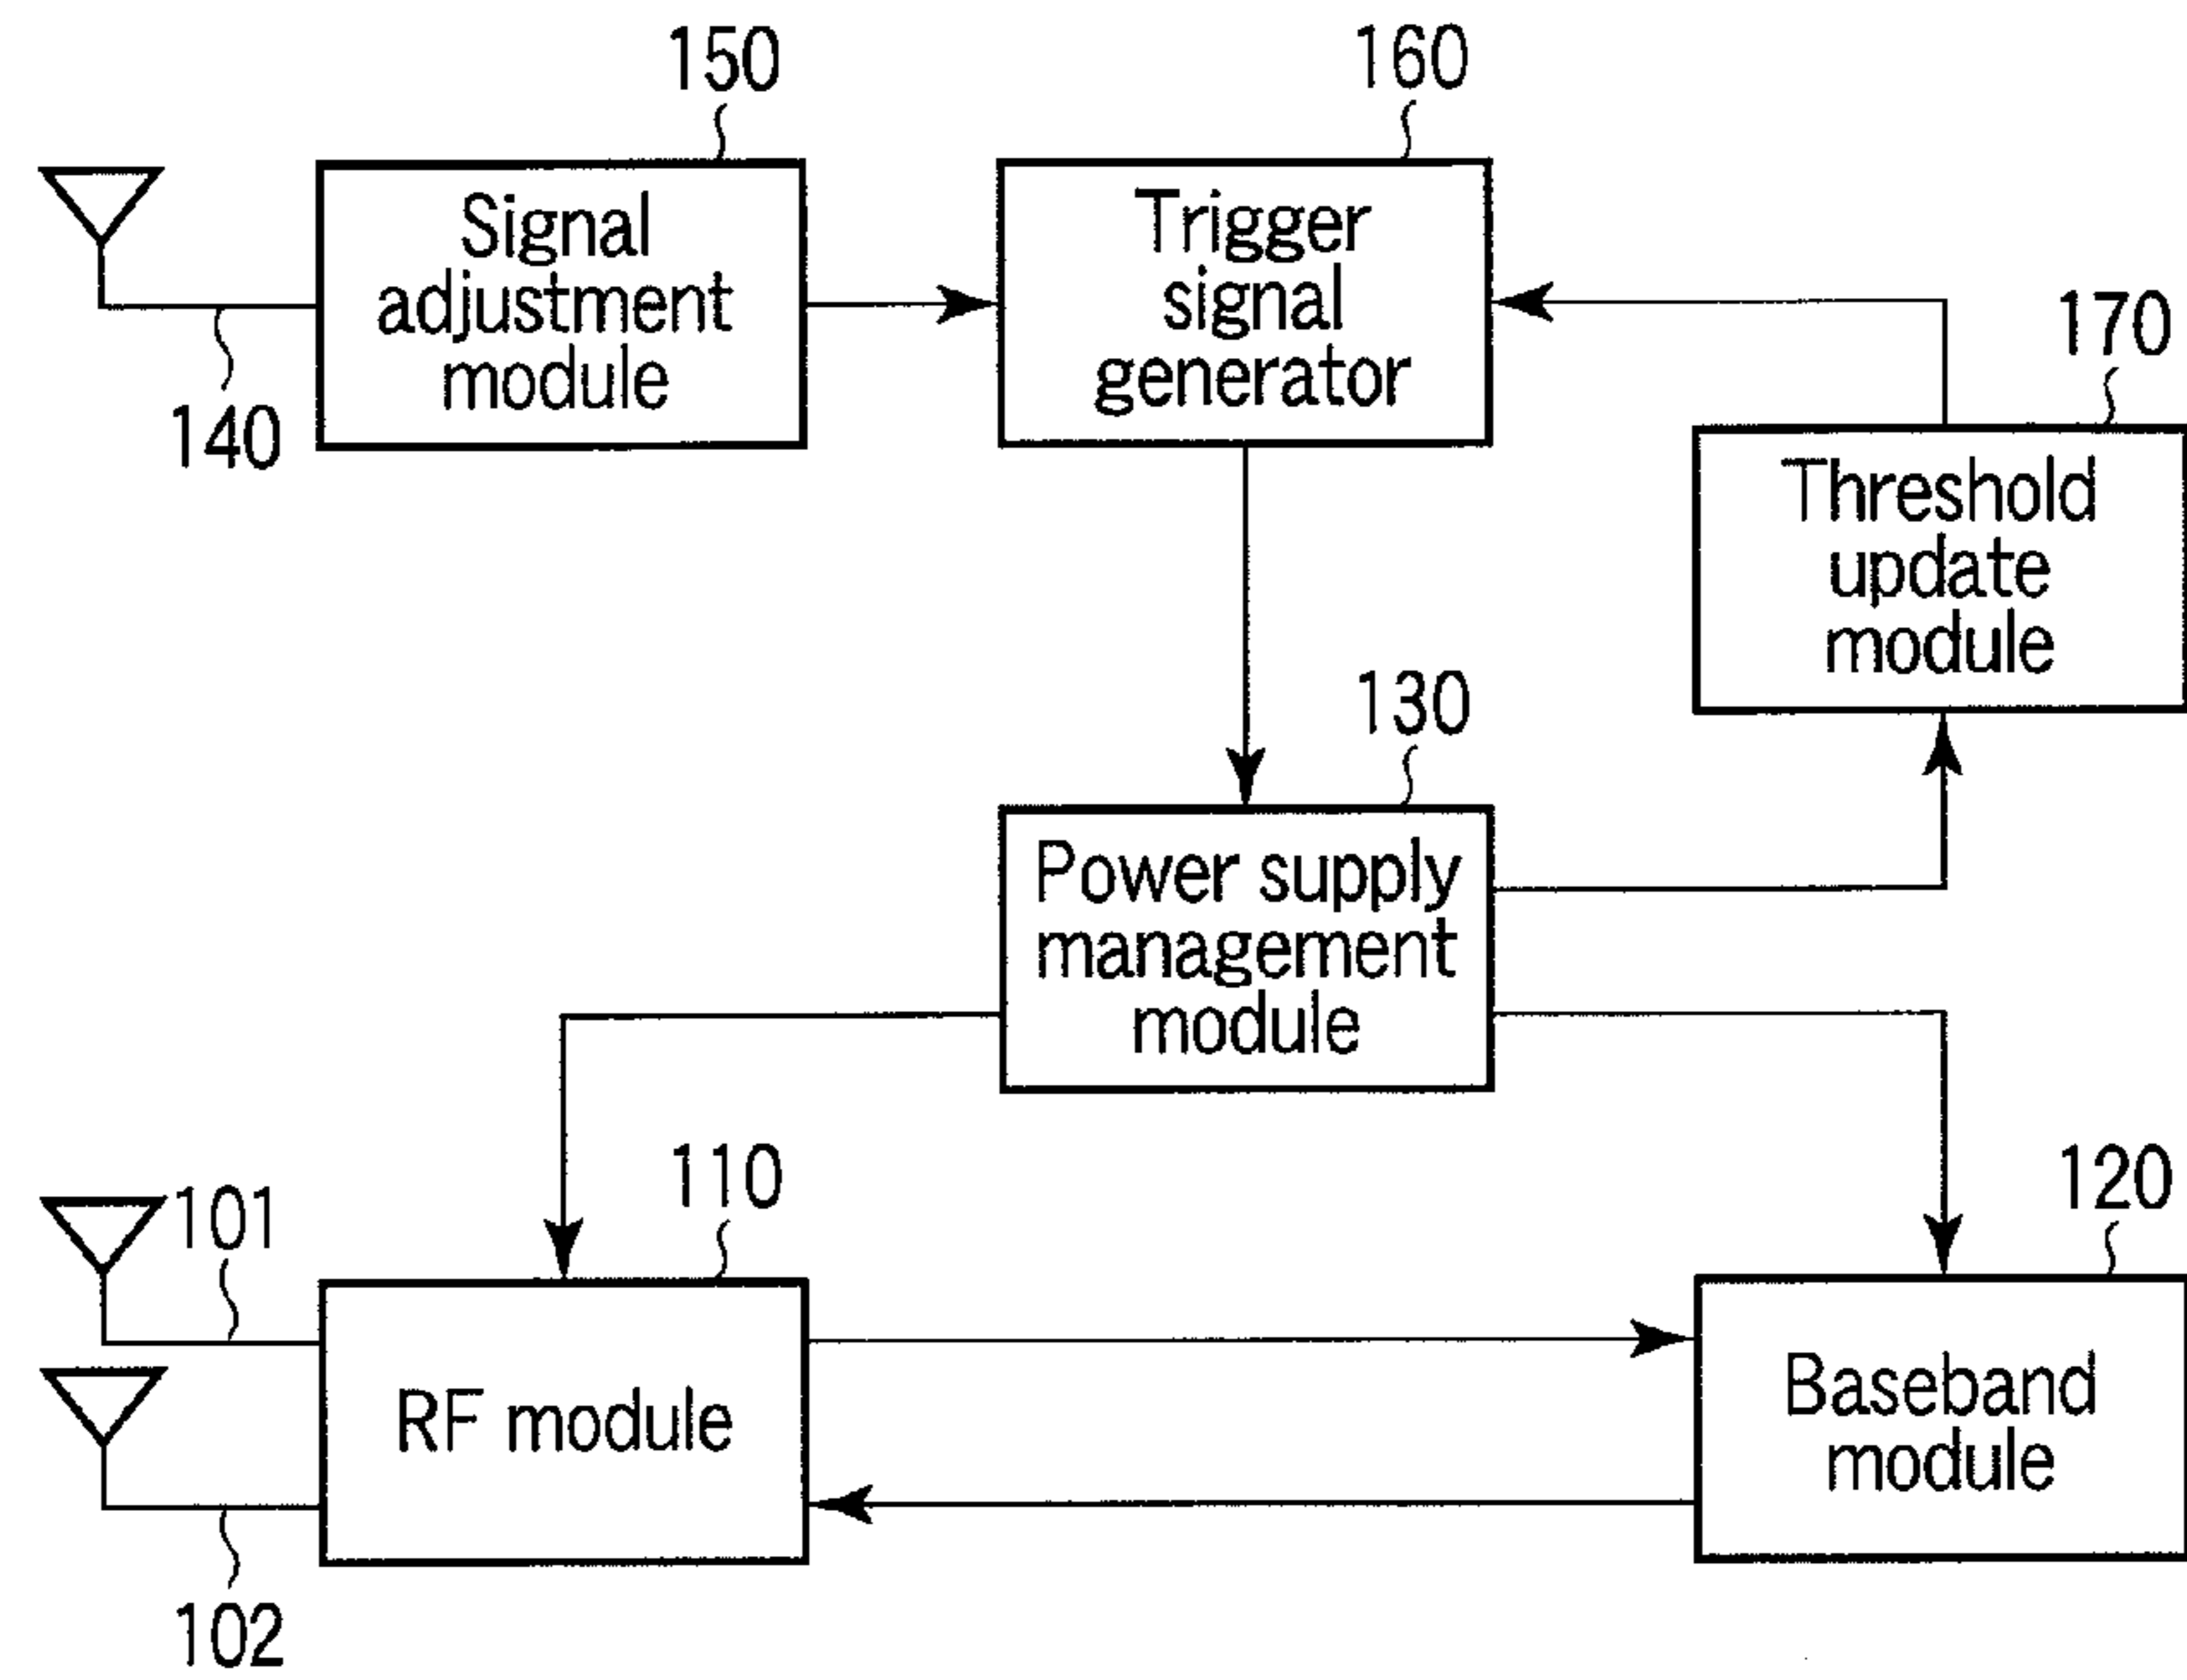 150
160
Signal
adjustment
module
Trigger
signal
generator
140
170
Threshold
update
module
130
Power supply
management
module
101
110
120
RF module
Baseband
module
102